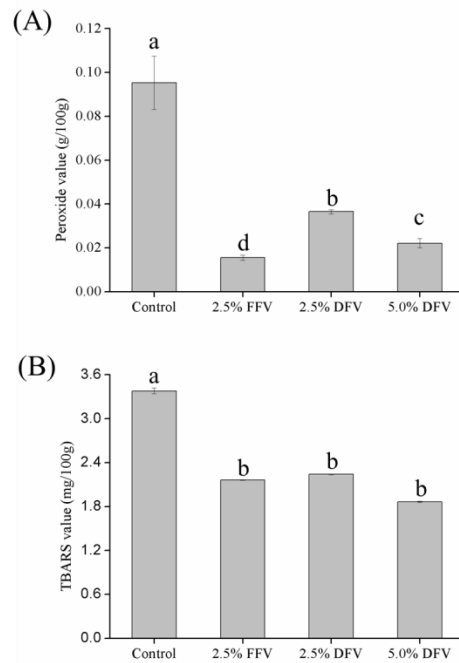 (A)
Peroxide value (g/100g)
0.12
0.10
0.08
0.06
0.04
0.02
0.00
a
d
b
c
Control 2.5% FFV 2.5% DFV 5.0% DFV
(B)
TBARS value (mg/100g)
3.6
3.0
2.4
1.8
1.2
0.6
0.0
a
b
b
b
Control 2.5% FFV 2.5% DFV 5.0% DFV